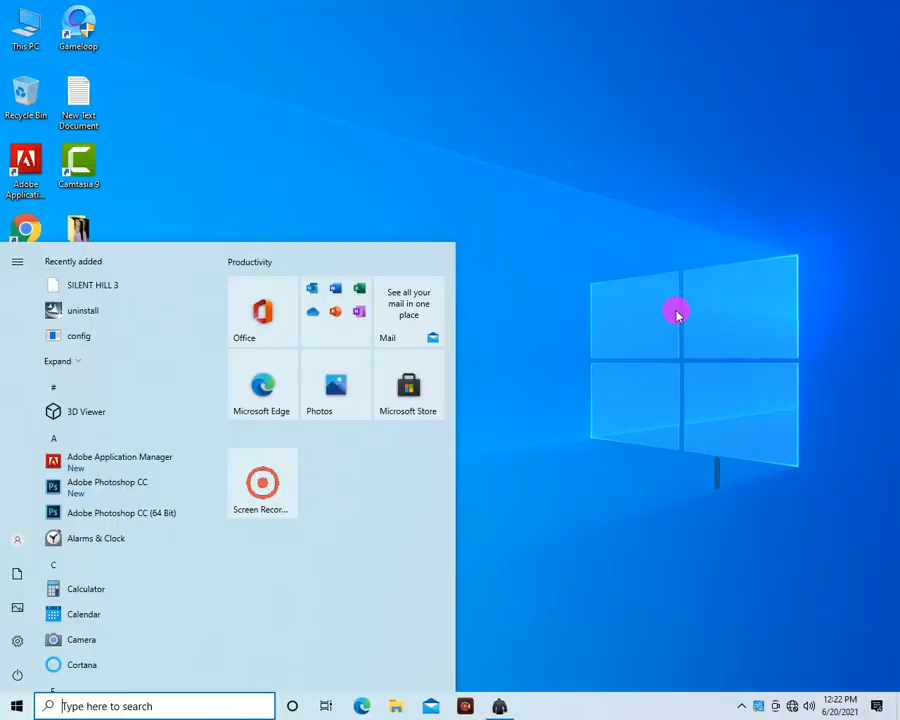 This PC
Gameloop
Recycle Bin
New Text
Document
Adobe
Applicati...
Camtasia 9
Recently added
SILENT HILL 3
uninstall
config
Expand
#
3D Viewer
A
Adobe Application Manager
New
Adobe Photoshop CC
New
Adobe Photoshop CC (64 Bit)
Alarms & Clock
C
Calculator
Calendar
Camera
Cortana
Productivity
Office
See all your
mail in one
place
Mail
Microsoft Edge
Photos
Microsoft Store
Screen Recor...
Type here to search
12:22 PM
6/20/2021